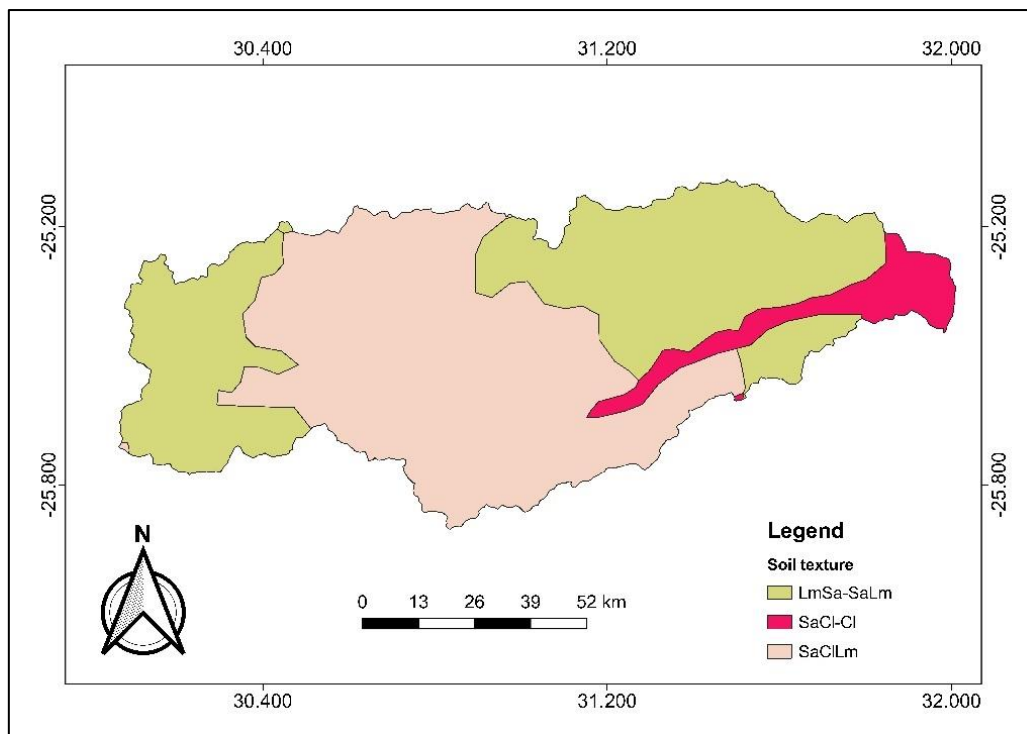 30.400 31.200 32.000
-25.200 -25.200
-25.800 -25.800
Legend
Soil texture
N
LmSa-SaLm
0 13 26 39 52 km
SaCl-Cl
SaClLm
30.400 31.200 32.000